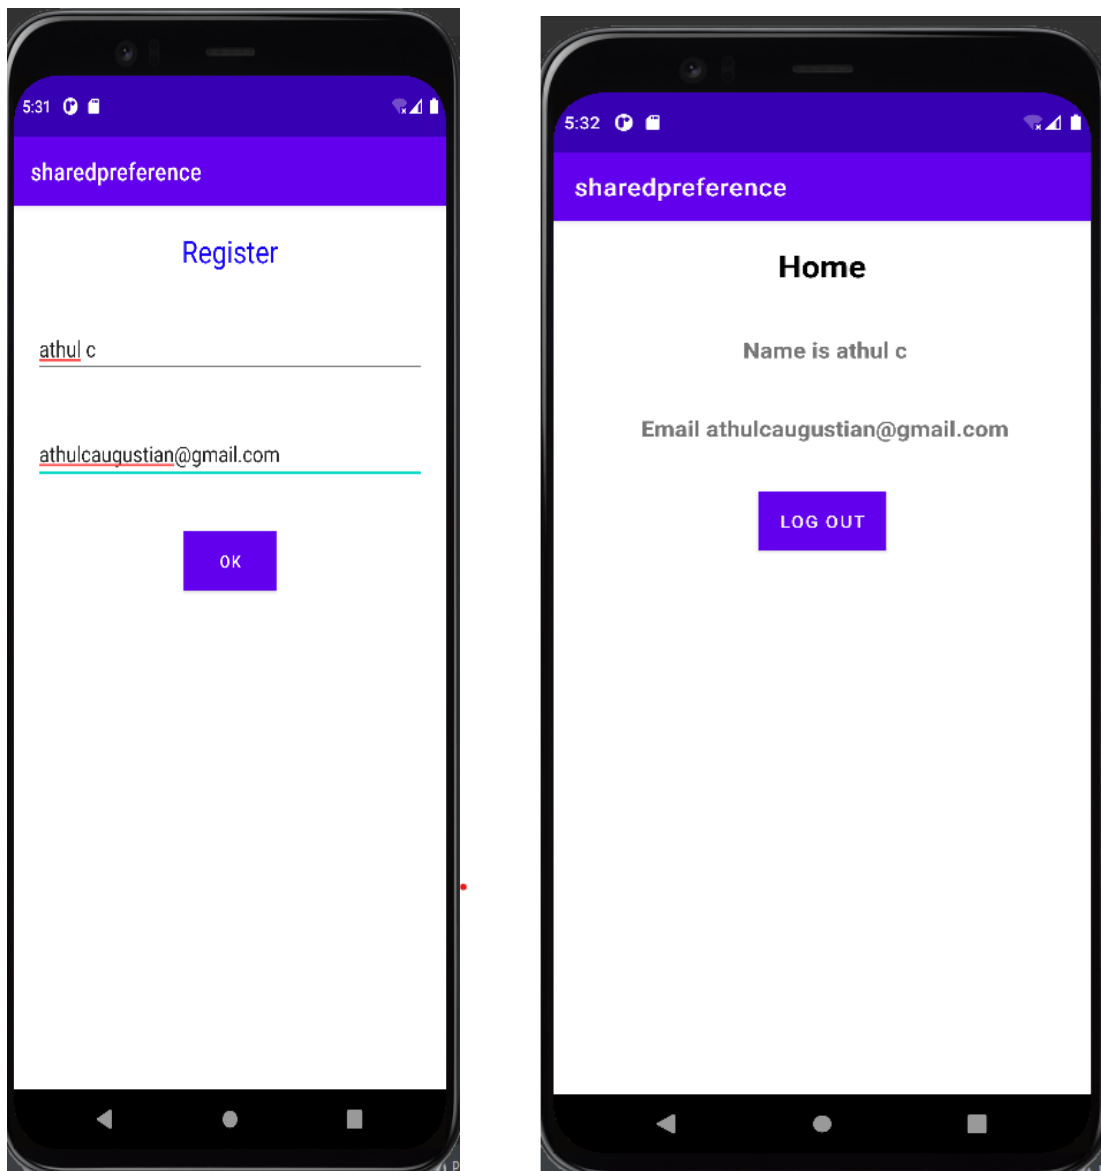 5:31
sharedpreference
Register
athul c
athulcaugustian@gmail.com
OK
5:32
sharedpreference
Home
Name is athul c
Email athulcaugustian@gmail.com
LOG OUT